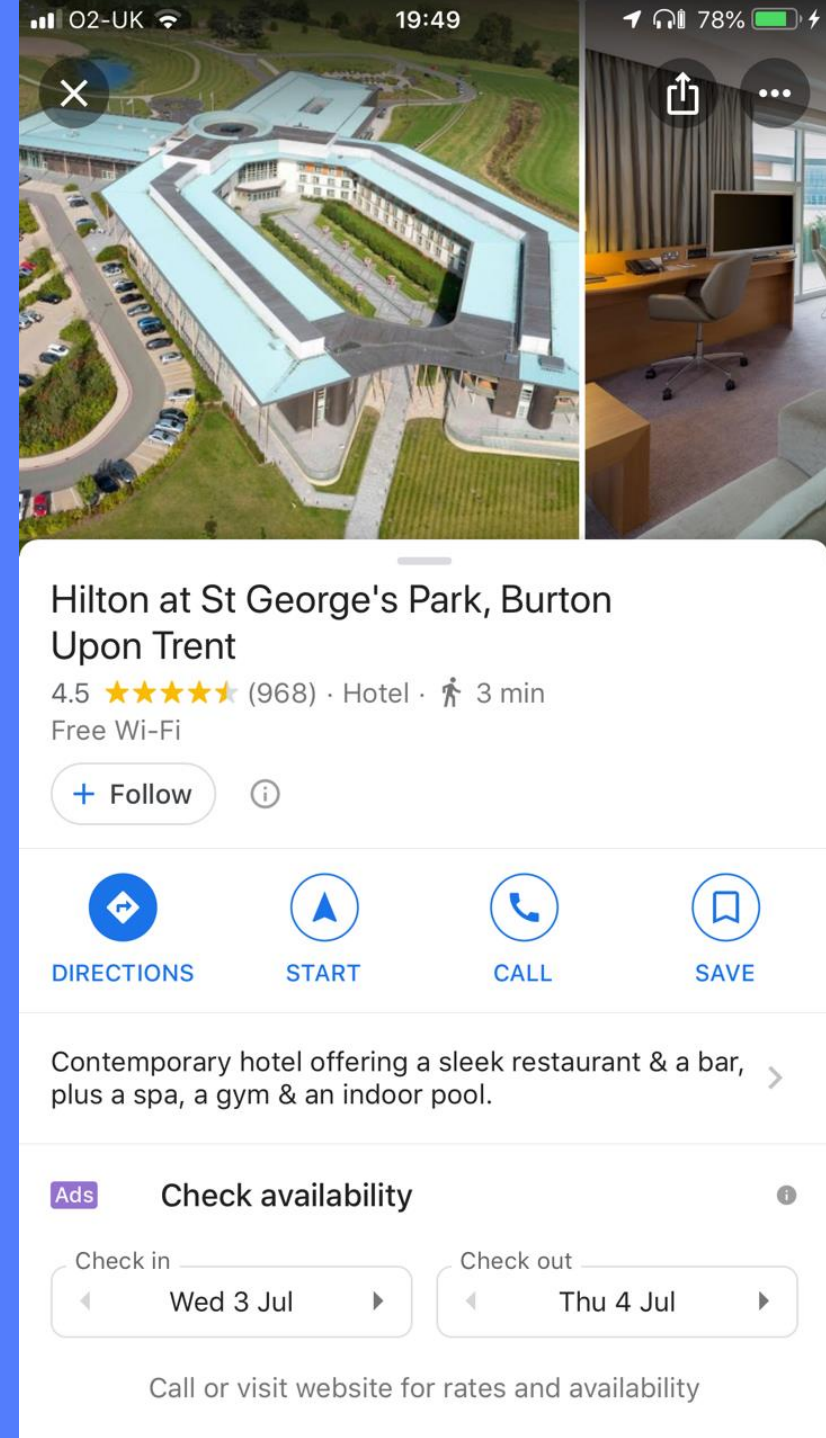 O2-UK 19:49 78%
Hilton at St George's Park, Burton
Upon Trent
4.5 (968) · Hotel · 3 min
Free Wi-Fi
+ Follow
DIRECTIONS START CALL SAVE
Contemporary hotel offering a sleek restaurant & a bar,
plus a spa, a gym & an indoor pool.
Ads Check availability
Check in Check out
Wed 3 Jul Thu 4 Jul
Call or visit website for rates and availability